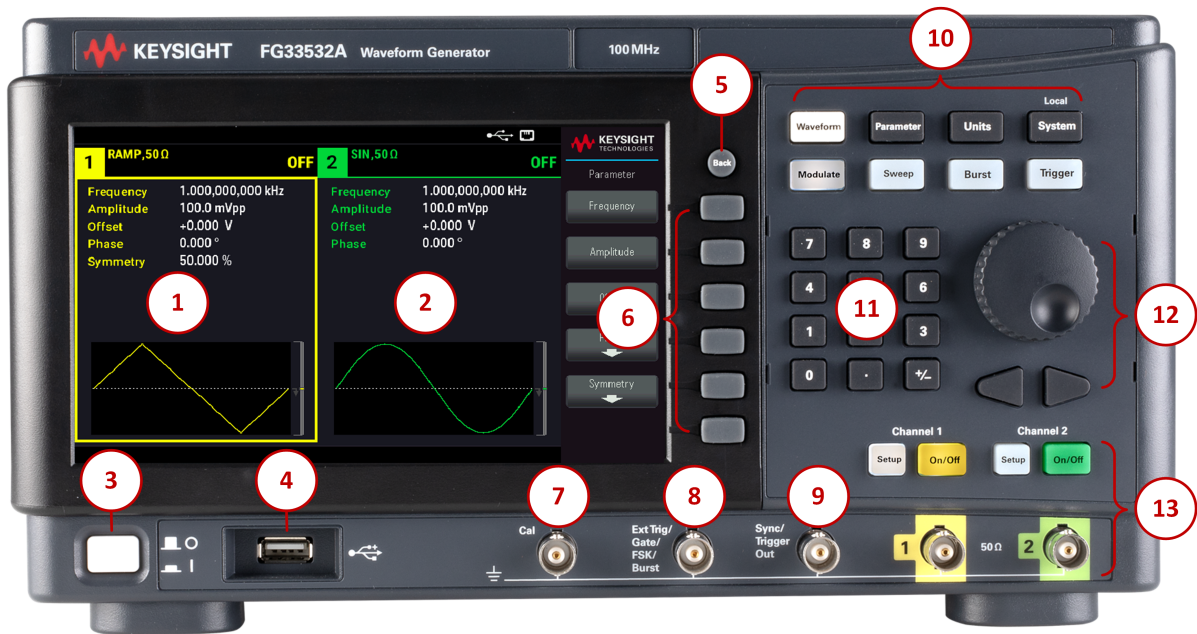 KEYSIGHT FG33532A Waveform Generator 100 MHz
10
5
Local
Waveform Parameter Units System
Back
Modulate Sweep Burst Trigger
KEYSIGHT
TECHNOLOGIES
Parameter
Frequency
Amplitude
Symmetry
1 RAMP,50Ω OFF
Frequency 1.000,000,000 kHz
Amplitude 100.0 mVpp
Offset +0.000 V
Phase 0.000 °
Symmetry 50.000 %
1
2 SIN,50Ω OFF
Frequency 1.000,000,000 kHz
Amplitude 100.0 mVpp
Offset +0.000 V
Phase 0.000 °
2
6
7 8 9
4 6
11
1 3
0 . +/-
12
Channel 1 Channel 2
Setup On/Off Setup On/Off
3
4
7
8
9
13
Cal
Ext Trig/
Gate/
FSK/
Burst
Sync/
Trigger
Out
1 50Ω 2